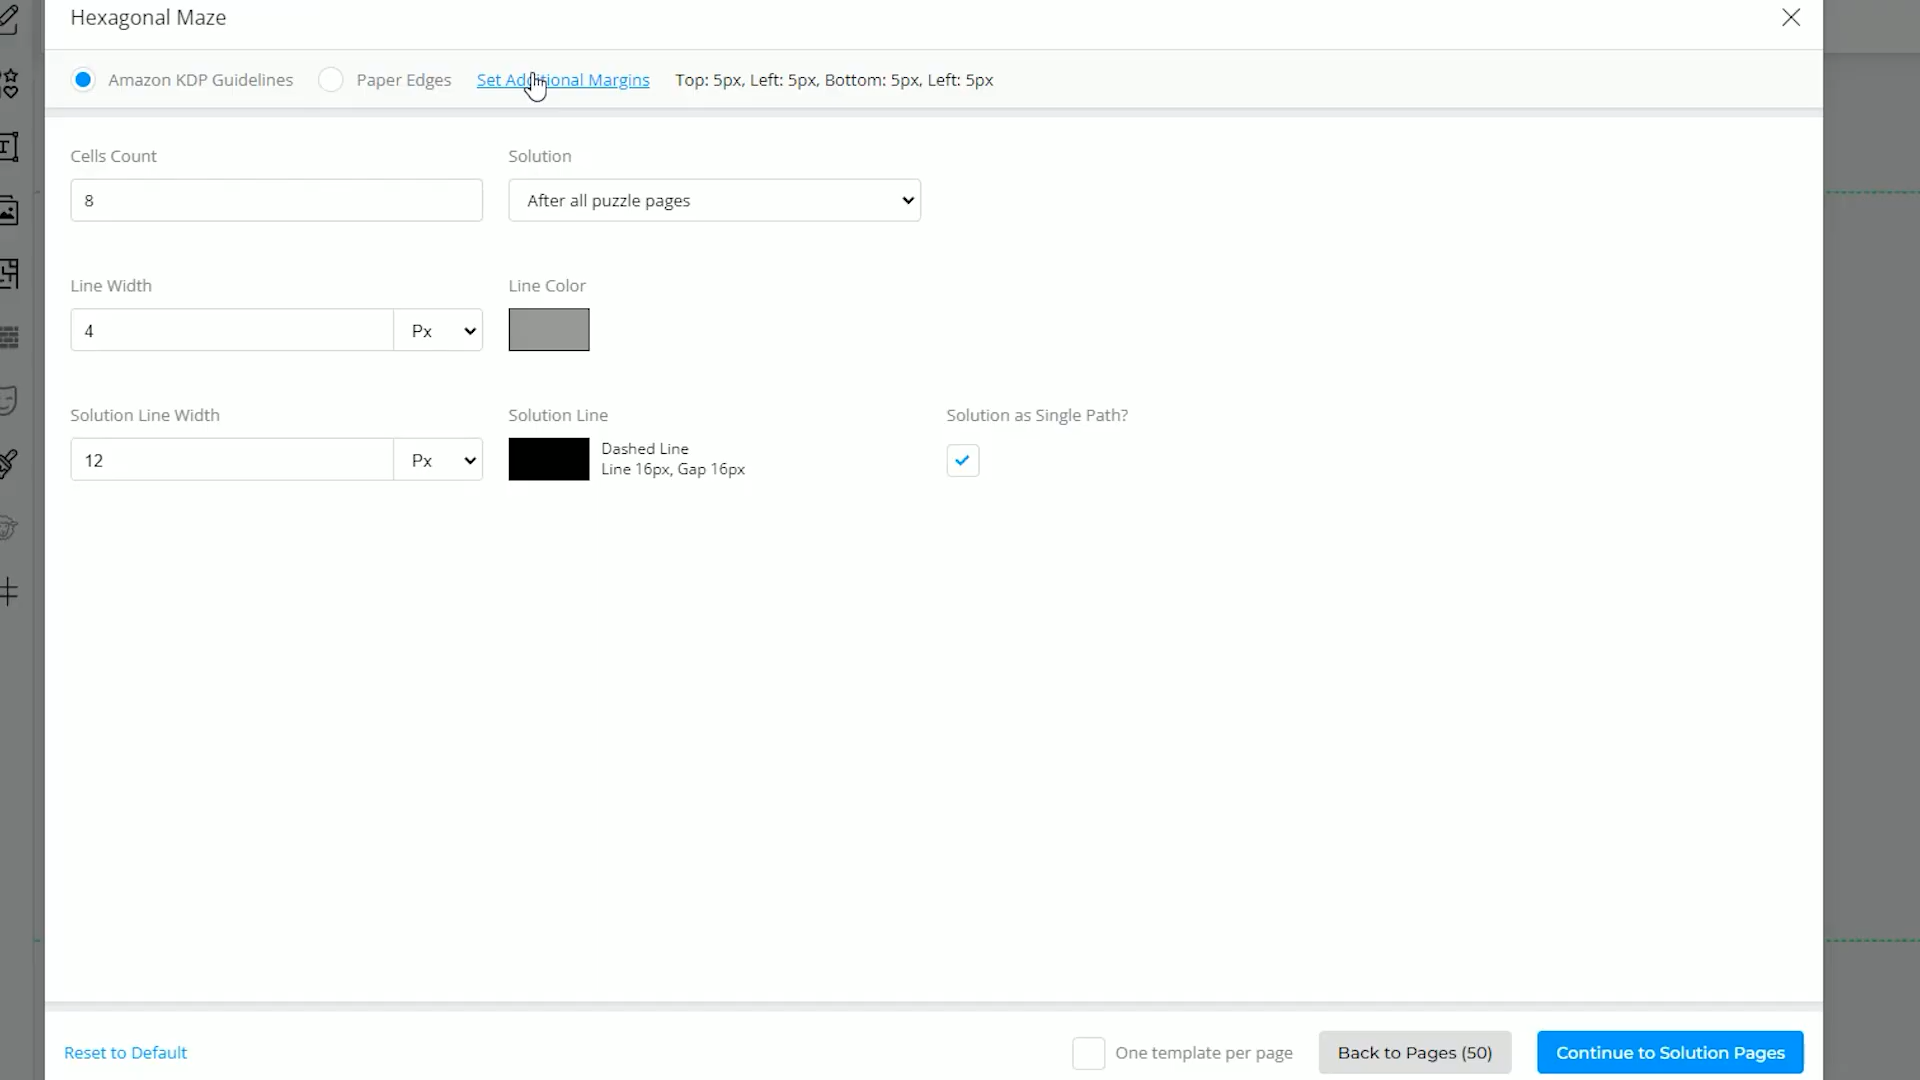 Hexagonal Maze
Amazon KDP Guidelines Paper Edges Set Additional Margins Top: 5px, Left: 5px, Bottom: 5px, Left: 5px
Cells Count Solution
8 After all puzzle pages
Line Width Line Color
4 Px
Solution Line Width Solution Line Solution as Single Path?
12 Px Dashed Line
Line 16px, Gap 16px
Reset to Default One template per page Back to Pages (50) Continue to Solution Pages